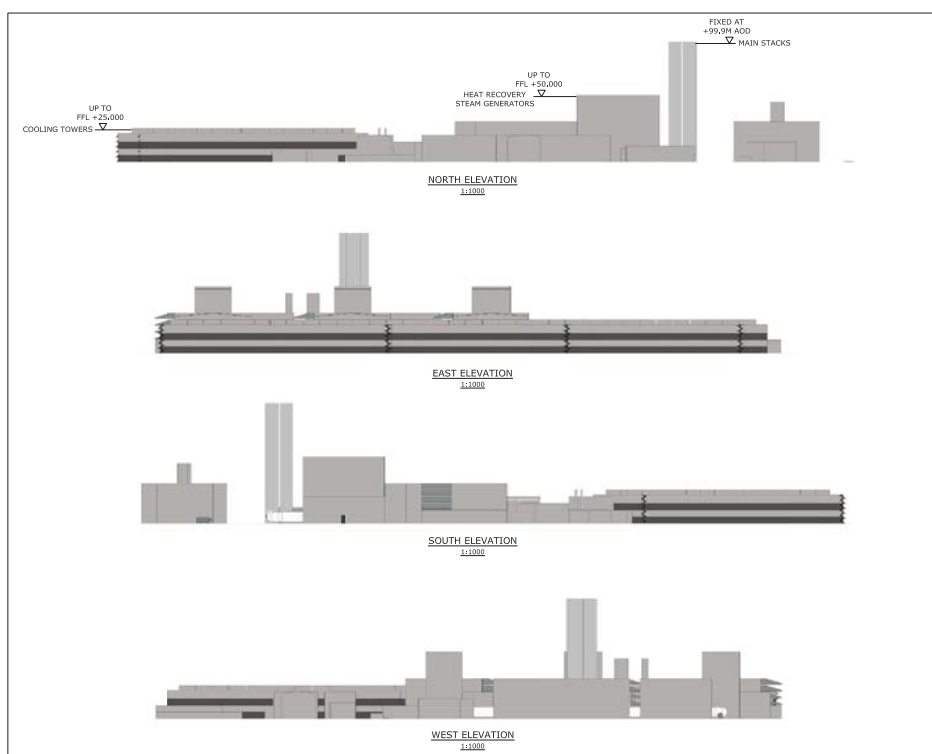 FIXED AT
+99.9M AOD
MAIN STACKS
UP TO
FFL +50.000
HEAT RECOVERY
STEAM GENERATORS
UP TO
FFL +25.000
COOLING TOWERS
NORTH ELEVATION
1:1000
EAST ELEVATION
1:1000
SOUTH ELEVATION
1:1000
WEST ELEVATION
1:1000